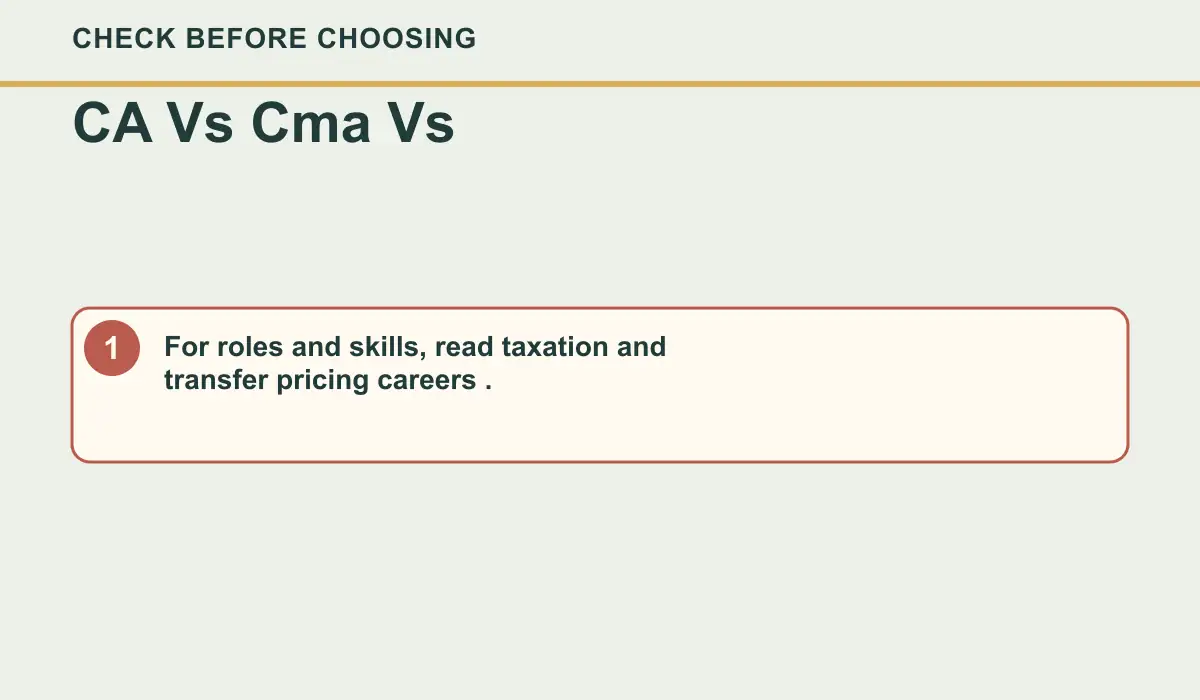 CHECK BEFORE CHOOSING
CA Vs Cma Vs
1
For roles and skills, read taxation and
transfer pricing careers .